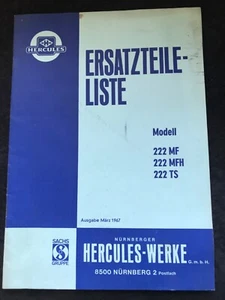 HERCULES
ERSATZTEILE-
LISTE
Modell
222 MF
222 MFH
222 TS
Ausgabe März 1967
SACHS
GRUPPE
NÜRNBERGER
HERCULES-WERKE G.m.b.H.
8500 NÜRNBERG 2 Postfach